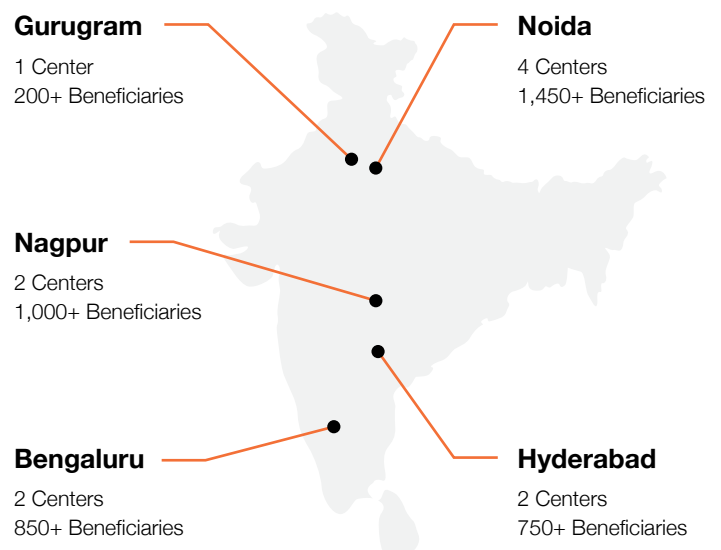 Gurugram
1 Center
200+ Beneficiaries
Noida
4 Centers
1,450+ Beneficiaries
Nagpur
2 Centers
1,000+ Beneficiaries
Bengaluru
2 Centers
850+ Beneficiaries
Hyderabad
2 Centers
750+ Beneficiaries